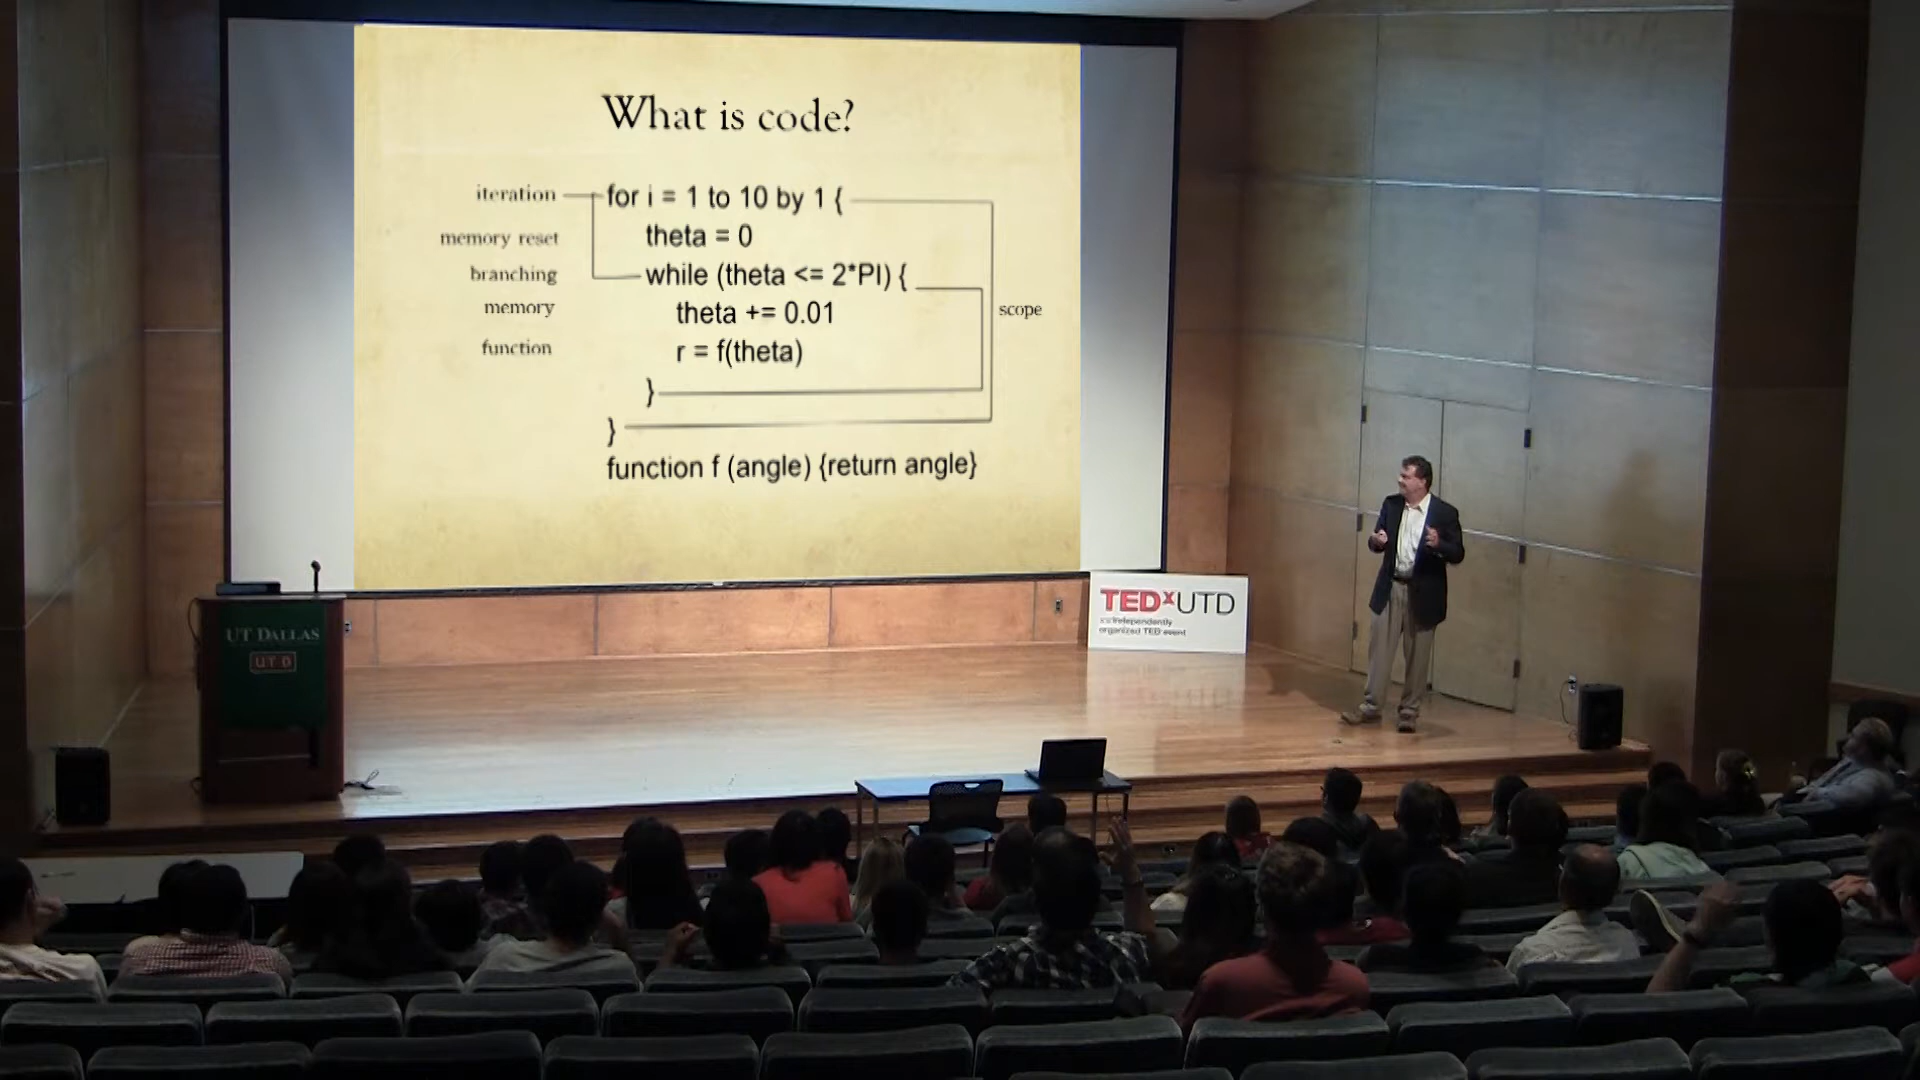 What is code?
iteration for i = 1 to 10 by 1 {
memory reset theta = 0
branching while (theta <= 2*PI) {
memory theta += 0.01
scope
function r = f(theta)
}
}
function f (angle) {return angle}
TEDxUTD
x = independently
organized TED event
UT DALLAS
UT D